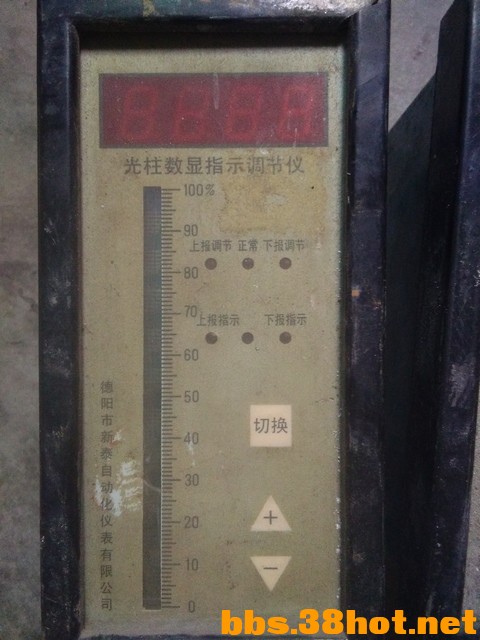 光柱数显指示调节仪
100%
90
上报调节 正常 下报调节
80
70
上报指示 下报指示
60
50
切换
40
30
20
+
10
-
0
德阳市新泰自动化仪表有限公司
bbs.38hot.net